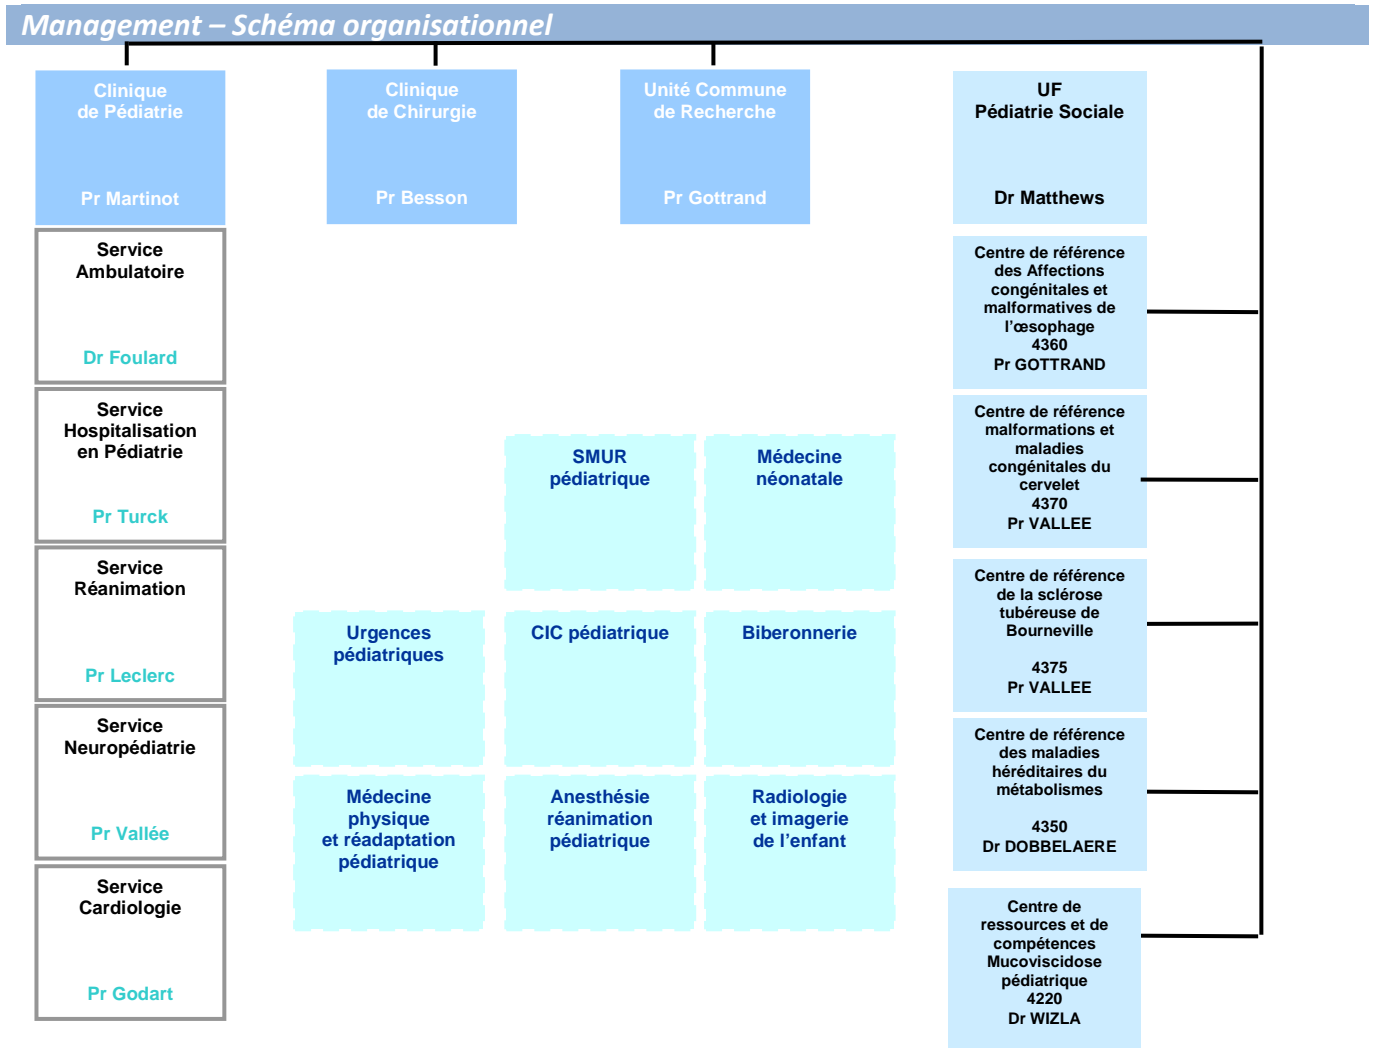 Management – Schéma organisationnel
Clinique
de Pédiatrie
Pr Martinot
Clinique
de Chirurgie
Pr Besson
Unité Commune
de Recherche
Pr Gottrand
UF
Pédiatrie Sociale
Dr Matthews
Service
Ambulatoire
Dr Foulard
Service
Hospitalisation
en Pédiatrie
Pr Turck
Service
Réanimation
Pr Leclerc
Service
Neuropédiatrie
Pr Vallée
Service
Cardiologie
Pr Godart
SMUR
pédiatrique
Médecine
néonatale
Urgences
pédiatriques
CIC pédiatrique
Biberonnerie
Médecine
physique
et réadaptation
pédiatrique
Anesthésie
réanimation
pédiatrique
Radiologie
et imagerie
de l'enfant
Centre de référence
des Affections
congénitales et
malformatives de
l'œsophage
4360
Pr GOTTRAND
Centre de référence
malformations et
maladies
congénitales du
cervelet
4370
Pr VALLEE
Centre de référence
de la sclérose
tubéreuse de
Bourneville
4375
Pr VALLEE
Centre de référence
des maladies
héréditaires du
métabolismes
4350
Dr DOBBELAERE
Centre de
ressources et de
compétences
Mucoviscidose
pédiatrique
4220
Dr WIZLA